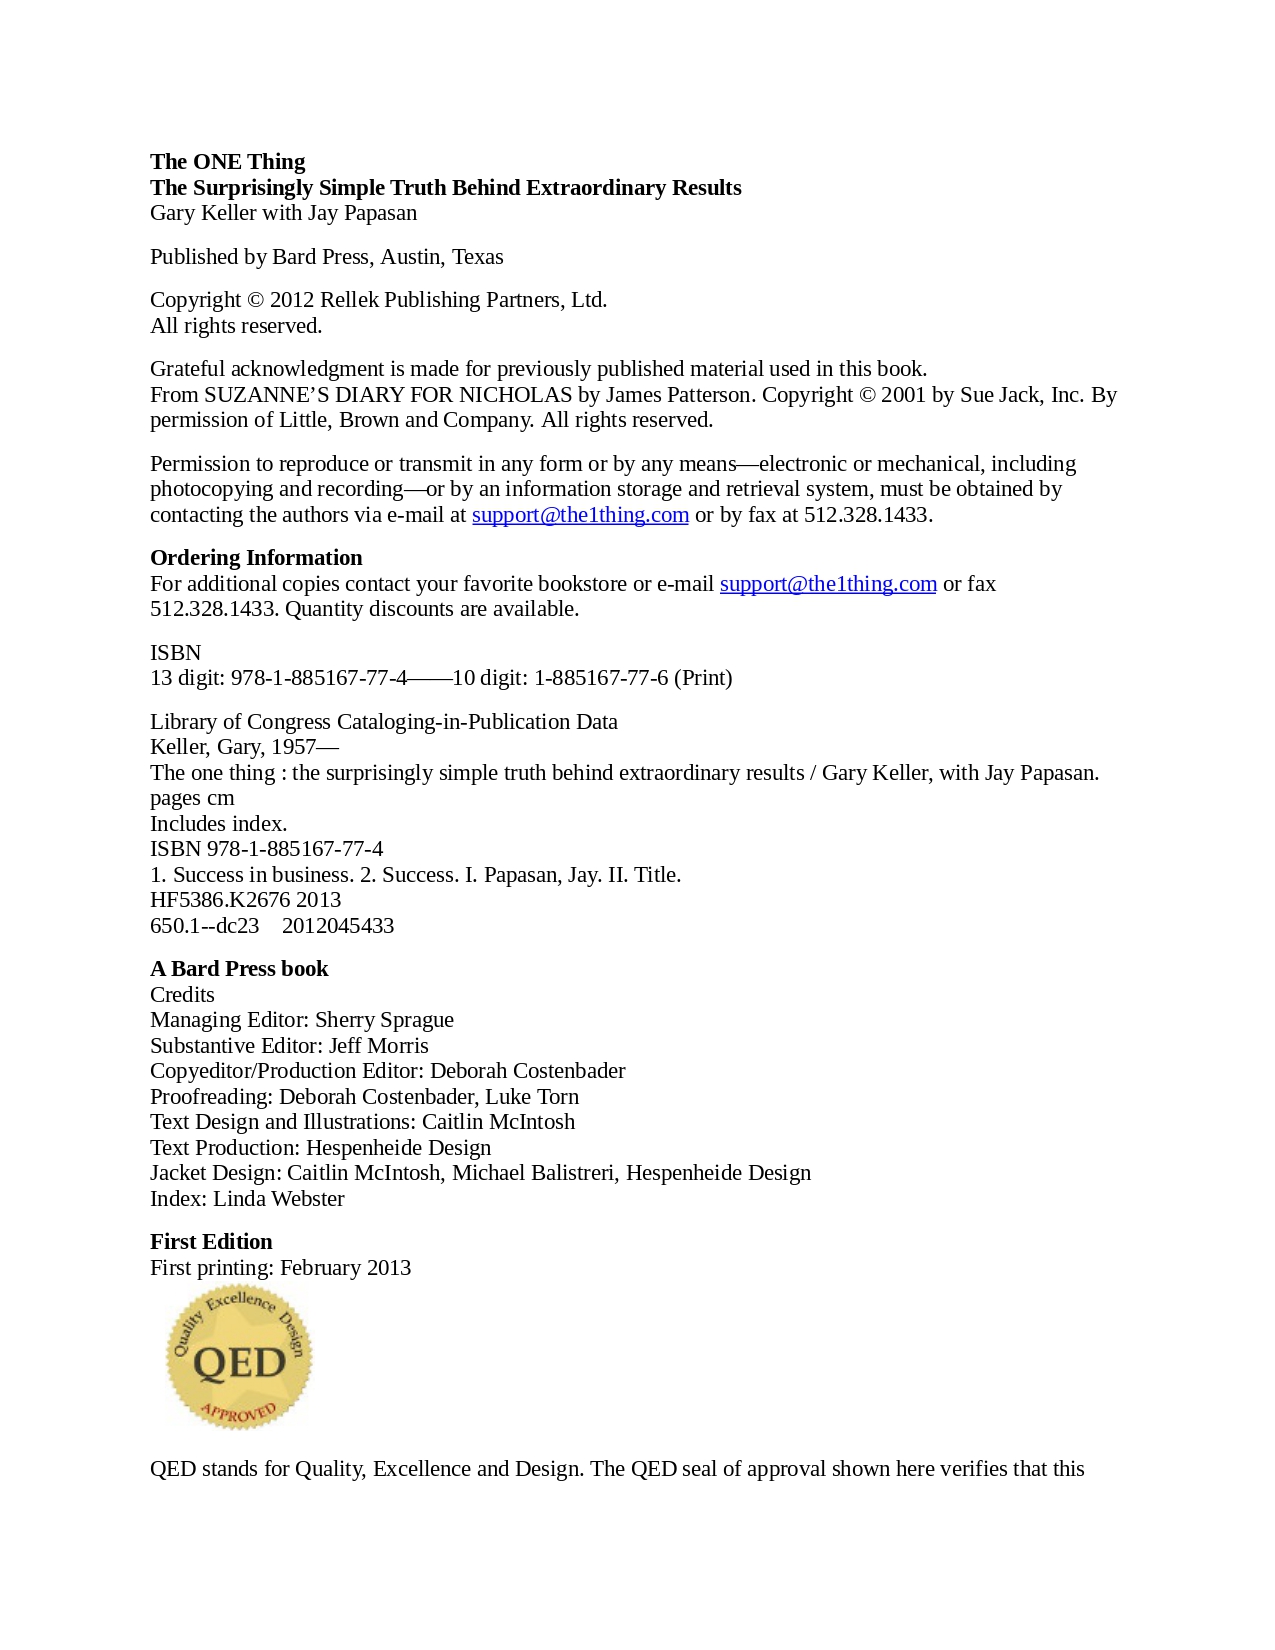 The ONE Thing
The Surprisingly Simple Truth Behind Extraordinary Results
Gary Keller with Jay Papasan
Published by Bard Press, Austin, Texas
Copyright © 2012 Rellek Publishing Partners, Ltd.
All rights reserved.
Grateful acknowledgment is made for previously published material used in this book.
From SUZANNE’S DIARY FOR NICHOLAS by James Patterson. Copyright © 2001 by Sue Jack, Inc. By
permission of Little, Brown and Company. All rights reserved.
Permission to reproduce or transmit in any form or by any means—electronic or mechanical, including
photocopying and recording—or by an information storage and retrieval system, must be obtained by
contacting the authors via e-mail at support@the1thing.com or by fax at 512.328.1433.
Ordering Information
For additional copies contact your favorite bookstore or e-mail support@the1thing.com or fax
512.328.1433. Quantity discounts are available.
ISBN
13 digit: 978-1-885167-77-4——10 digit: 1-885167-77-6 (Print)
Library of Congress Cataloging-in-Publication Data
Keller, Gary, 1957—
The one thing : the surprisingly simple truth behind extraordinary results / Gary Keller, with Jay Papasan.
pages cm
Includes index.
ISBN 978-1-885167-77-4
1. Success in business. 2. Success. I. Papasan, Jay. II. Title.
HF5386.K2676 2013
650.1--dc23    2012045433
A Bard Press book
Credits
Managing Editor: Sherry Sprague
Substantive Editor: Jeff Morris
Copyeditor/Production Editor: Deborah Costenbader
Proofreading: Deborah Costenbader, Luke Torn
Text Design and Illustrations: Caitlin McIntosh
Text Production: Hespenheide Design
Jacket Design: Caitlin McIntosh, Michael Balistreri, Hespenheide Design
Index: Linda Webster
First Edition
First printing: February 2013
Quality Excellence Design
QED
APPROVED
QED stands for Quality, Excellence and Design. The QED seal of approval shown here verifies that this